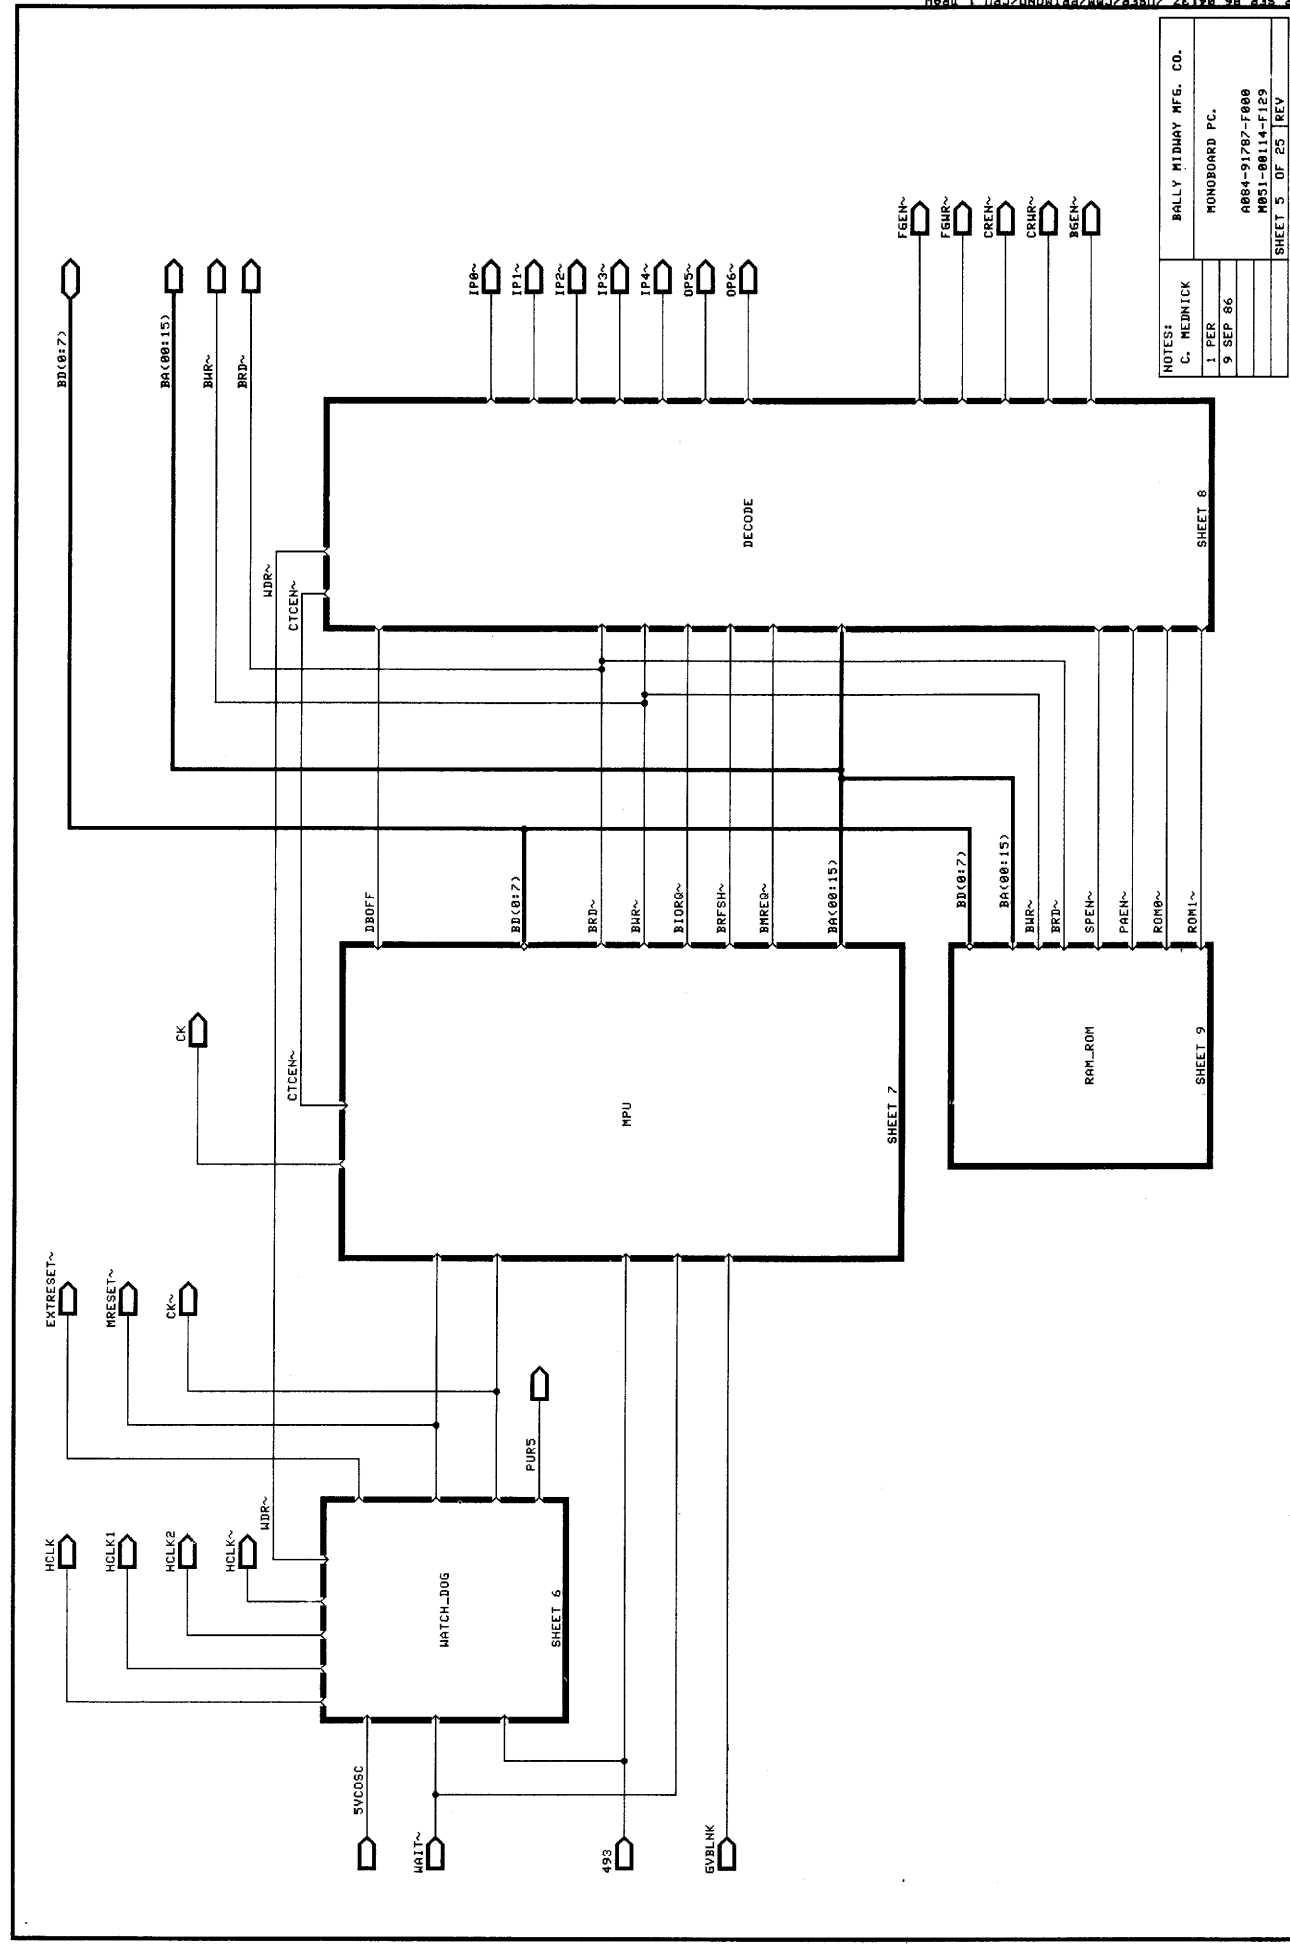 HCLK
HCLK1
HCLK2
HCLK~
WDR~
EXTRESET~
MRESET~
CK~
PUR5
5VCOSC
WAIT~
493
GVBLNK
WATCH_DOG
SHEET 6
CK
CTCEN~
MPU
SHEET 7
DBOFF
BD(0:7)
BRD~
BWR~
BIORQ~
BRFSH~
BMREQ~
BA(00:15)
BD(0:7)
BA(00:15)
BWR~
BRD~
SPEN~
PAEN~
ROM0~
ROM1~
RAM_ROM
SHEET 9
WDR~
CTCEN~
DECODE
SHEET 8
BD(0:7)
BA(00:15)
BWR~
BRD~
IP0~
IP1~
IP2~
IP3~
IP4~
OP5~
OP6~
FGEN~
FGWR~
CREN~
CRWR~
BGEN~
NOTES:
C. MEDNICK
1 PER
9 SEP 86
BALLY MIDWAY MFG. CO.
MONOBOARD PC.
A084-91787-F000
M051-00114-F129
SHEET 5 OF 25 REV